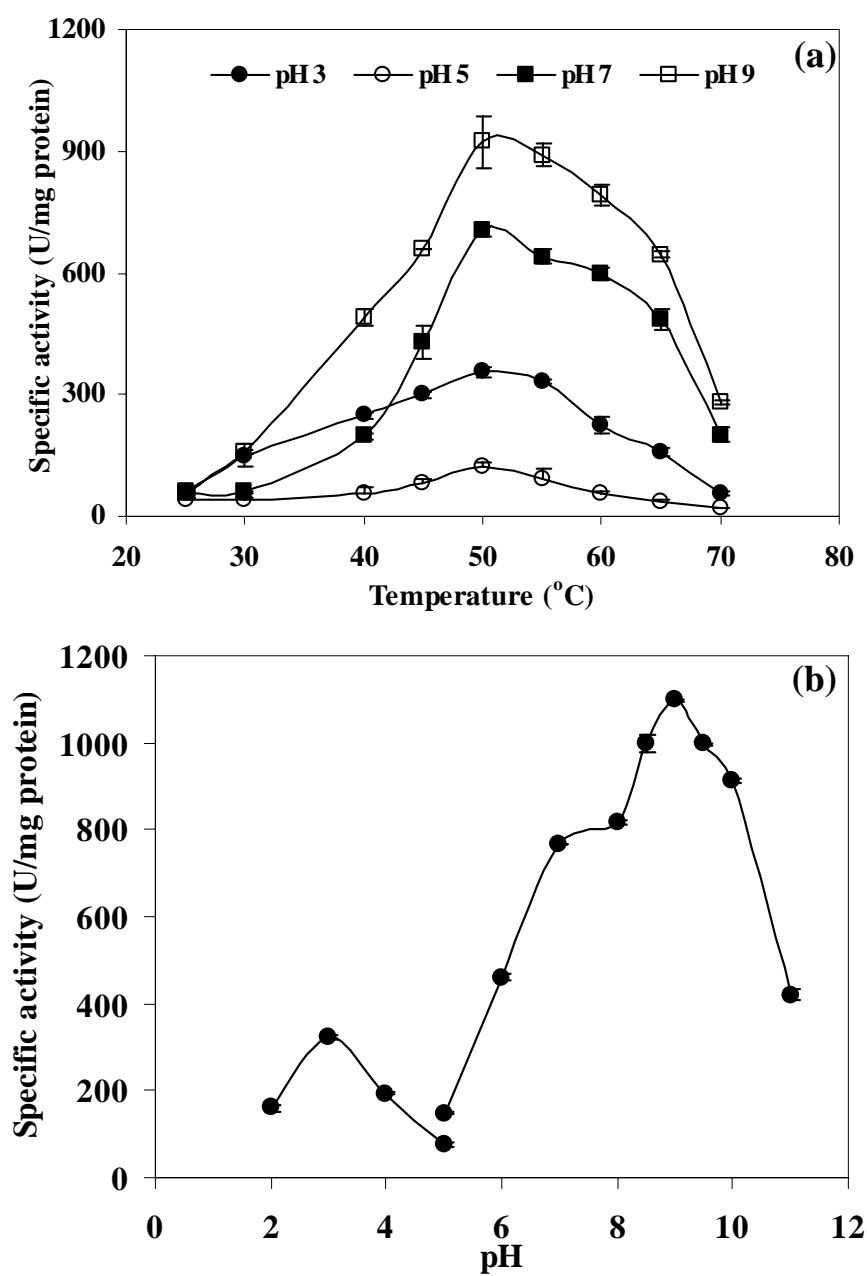 (a)
pH 3 pH 5 pH 7 pH 9
Specific activity (U/mg protein)
1200
900
600
300
0
20 30 40 50 60 70 80
Temperature (°C)
(b)
Specific activity (U/mg protein)
1200
1000
800
600
400
200
0
0 2 4 6 8 10 12
pH